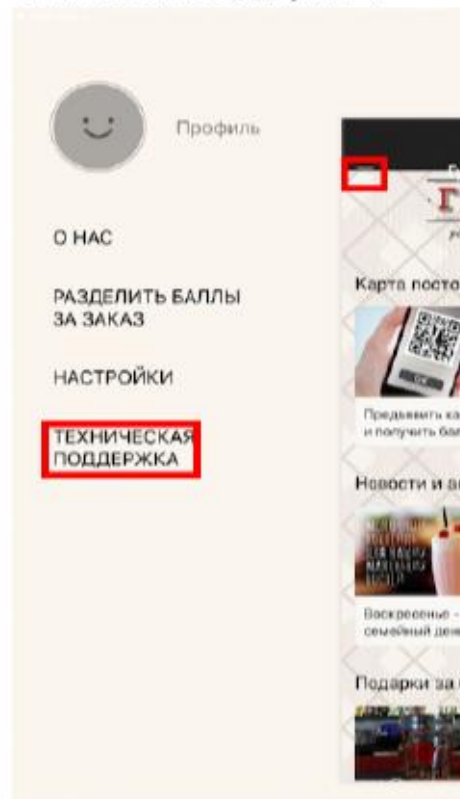 Профиль
О НАС
РАЗДЕЛИТЬ БАЛЛЫ
ЗА ЗАКАЗ
НАСТРОЙКИ
ТЕХНИЧЕСКАЯ
ПОДДЕРЖКА
Г
Карта посто
Предъявить ка
и получить бал
Новости и а
Воскресенье -
семейный ден
Подарки за